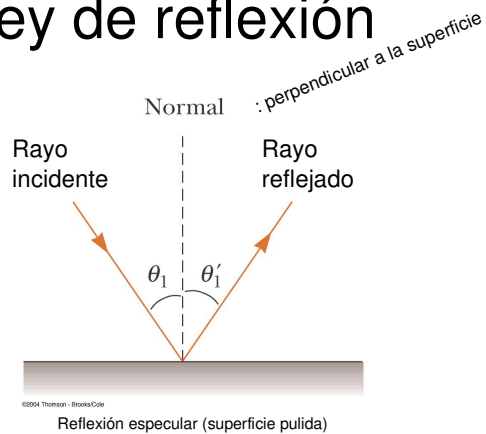 ey de reflexión
Normal : perpendicular a la superficie
Rayo
incidente
Rayo
reflejado
θ₁ θ₁′
©2004 Thomson - Brooks/Cole
Reflexión especular (superficie pulida)